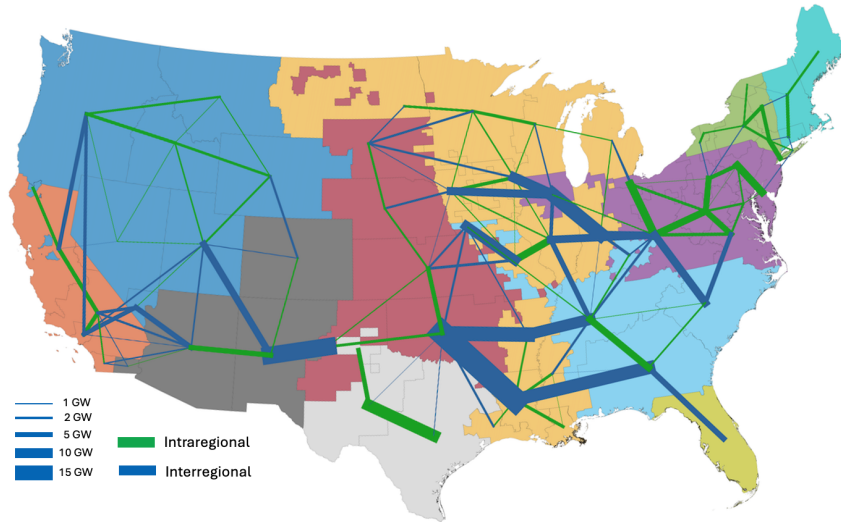 1 GW
2 GW
5 GW
10 GW
15 GW
Intraregional
Interregional